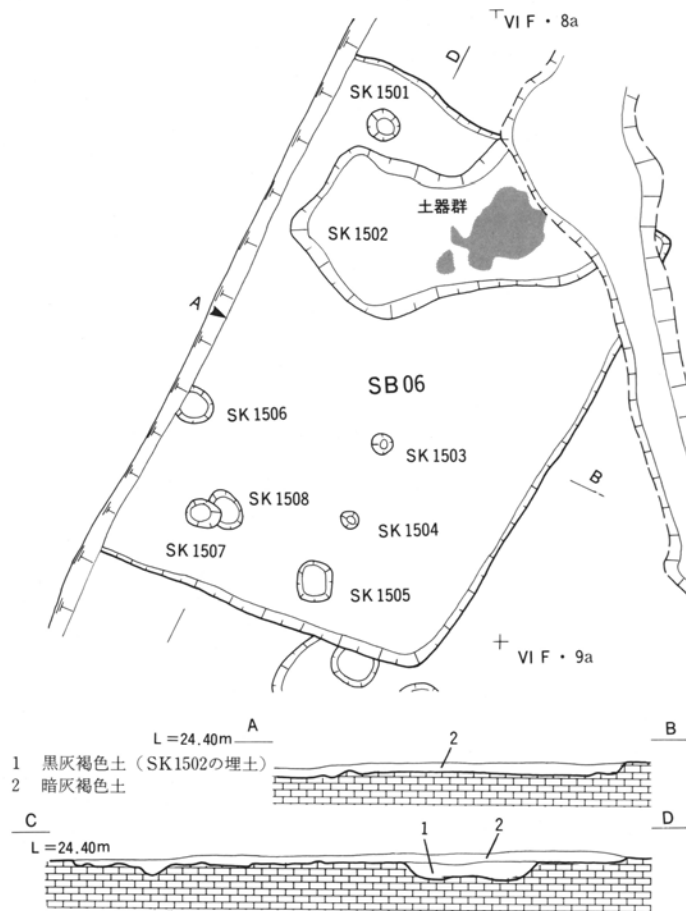 VI F・8a
D
SK1501
土器群
SK1502
A
SB06
SK1506
SK1503
B
SK1508
SK1504
SK1507
SK1505
VI F・9a
A
B
L=24.40m
2
1 黒灰褐色土(SK1502の埋土)
2 暗灰褐色土
C
D
L=24.40m
1
2